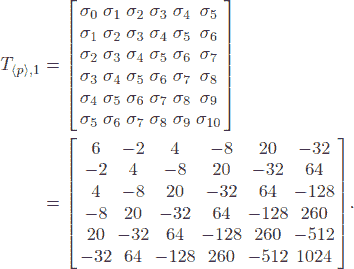 T⟨p⟩,1 = [ σ0 σ1 σ2 σ3 σ4 σ5
σ1 σ2 σ3 σ4 σ5 σ6
σ2 σ3 σ4 σ5 σ6 σ7
σ3 σ4 σ5 σ6 σ7 σ8
σ4 σ5 σ6 σ7 σ8 σ9
σ5 σ6 σ7 σ8 σ9 σ10 ]
= [ 6 −2 4 −8 20 −32
−2 4 −8 20 −32 64
4 −8 20 −32 64 −128
−8 20 −32 64 −128 260
20 −32 64 −128 260 −512
−32 64 −128 260 −512 1024 ].